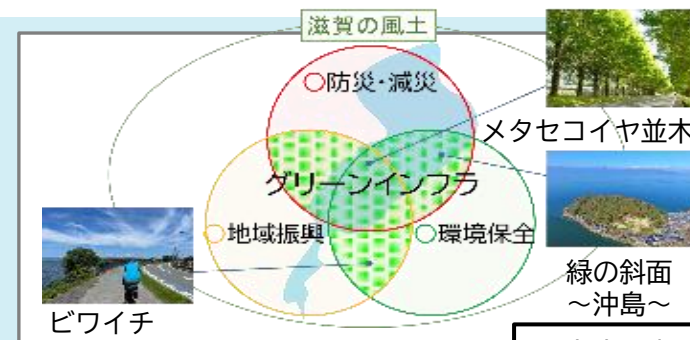 滋賀の風土
○防災・減災
メタセコイヤ並木
グリーンインフラ
○地域振興
○環境保全
緑の斜面
～沖島～
ビワイチ